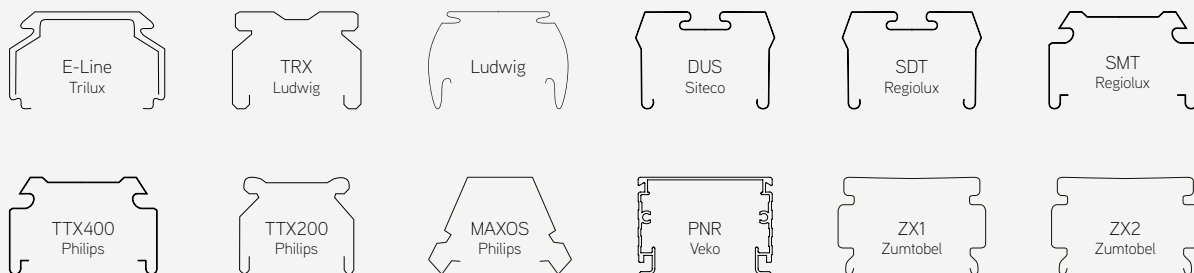 E-Line
Trilux
TRX
Ludwig
Ludwig
DUS
Siteco
SDT
Regiolux
SMT
Regiolux
TTX400
Philips
TTX200
Philips
MAXOS
Philips
PNR
Veko
ZX1
Zumtobel
ZX2
Zumtobel